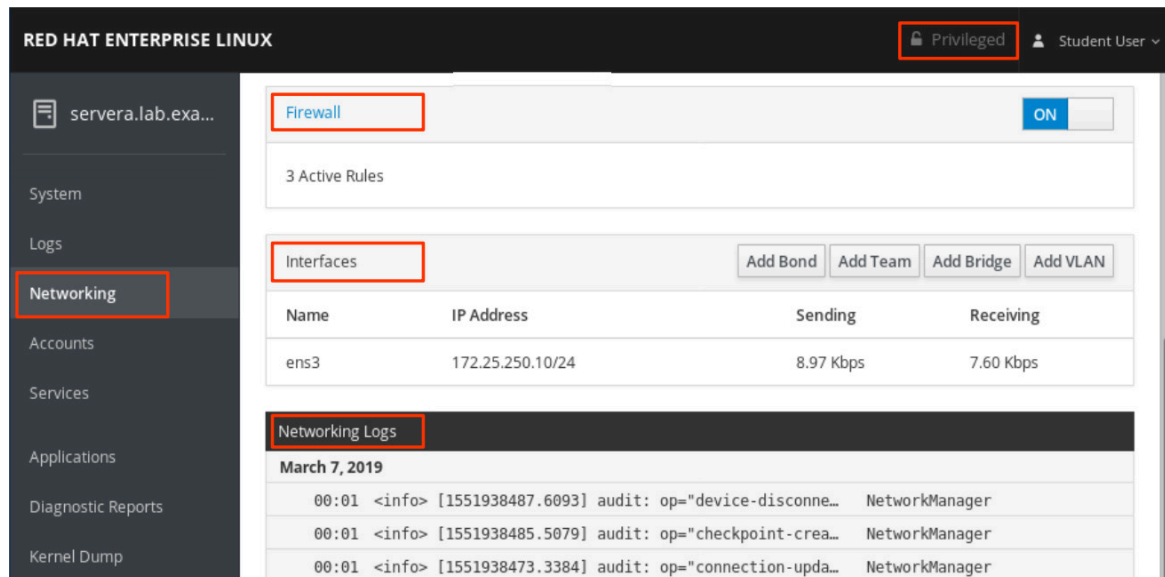 RED HAT ENTERPRISE LINUX Privileged Student User
servera.lab.exa...
System
Logs
Networking
Accounts
Services
Applications
Diagnostic Reports
Kernel Dump
Firewall ON
3 Active Rules
Interfaces Add Bond Add Team Add Bridge Add VLAN
Name IP Address Sending Receiving
ens3 172.25.250.10/24 8.97 Kbps 7.60 Kbps
Networking Logs
March 7, 2019
00:01 <info> [1551938487.6093] audit: op="device-disconne… NetworkManager
00:01 <info> [1551938485.5079] audit: op="checkpoint-crea… NetworkManager
00:01 <info> [1551938473.3384] audit: op="connection-upda… NetworkManager